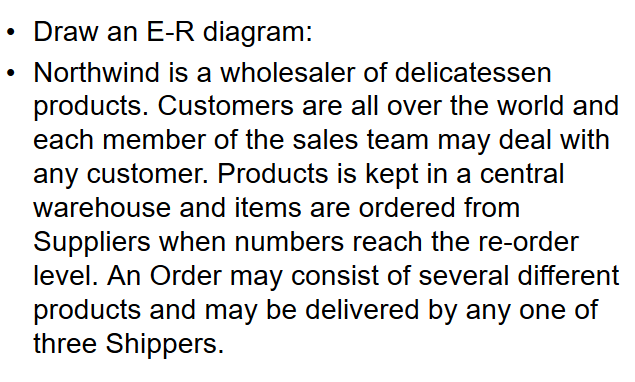 • Draw an E-R diagram:
• Northwind is a wholesaler of delicatessen
products. Customers are all over the world and
each member of the sales team may deal with
any customer. Products is kept in a central
warehouse and items are ordered from
Suppliers when numbers reach the re-order
level. An Order may consist of several different
products and may be delivered by any one of
three Shippers.